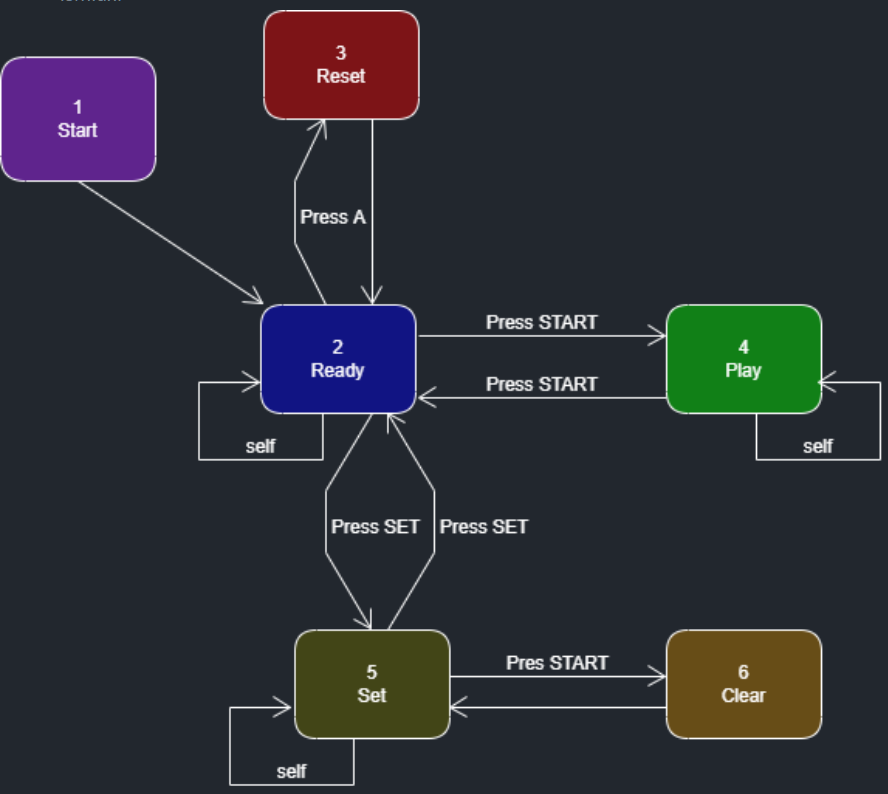 3
Reset
1
Start
Press A
Press START
2
Ready
4
Play
Press START
self
self
Press SET
Press SET
Pres START
5
Set
6
Clear
self